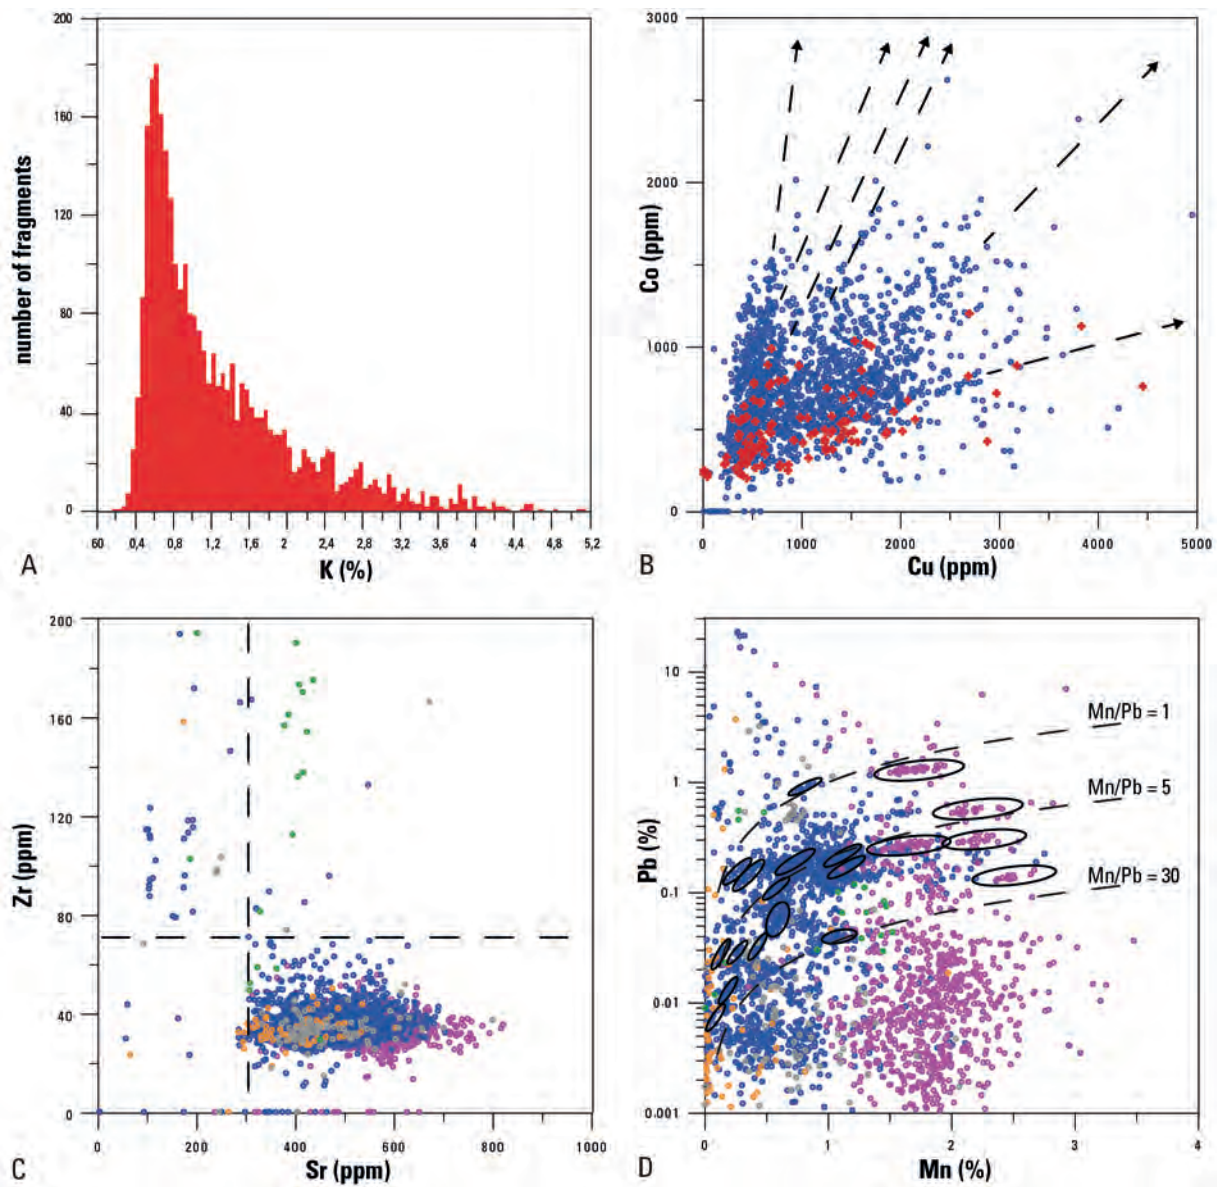 200
160
120
80
40
0
number of fragments
60 0,4 0,8 1,2 1,6 2 2,4 2,8 3,2 3,6 4 4,4 4,8 5,2
A
K (%)
3000
2000
1000
0
Co (ppm)
0 1000 2000 3000 4000 5000
B
Cu (ppm)
200
160
120
80
40
0
Zr (ppm)
0 200 400 600 800 1000
C
Sr (ppm)
10
1
0.1
0.01
0.001
Pb (%)
Mn/Pb = 1
Mn/Pb = 5
Mn/Pb = 30
0 1 2 3 4
D
Mn (%)